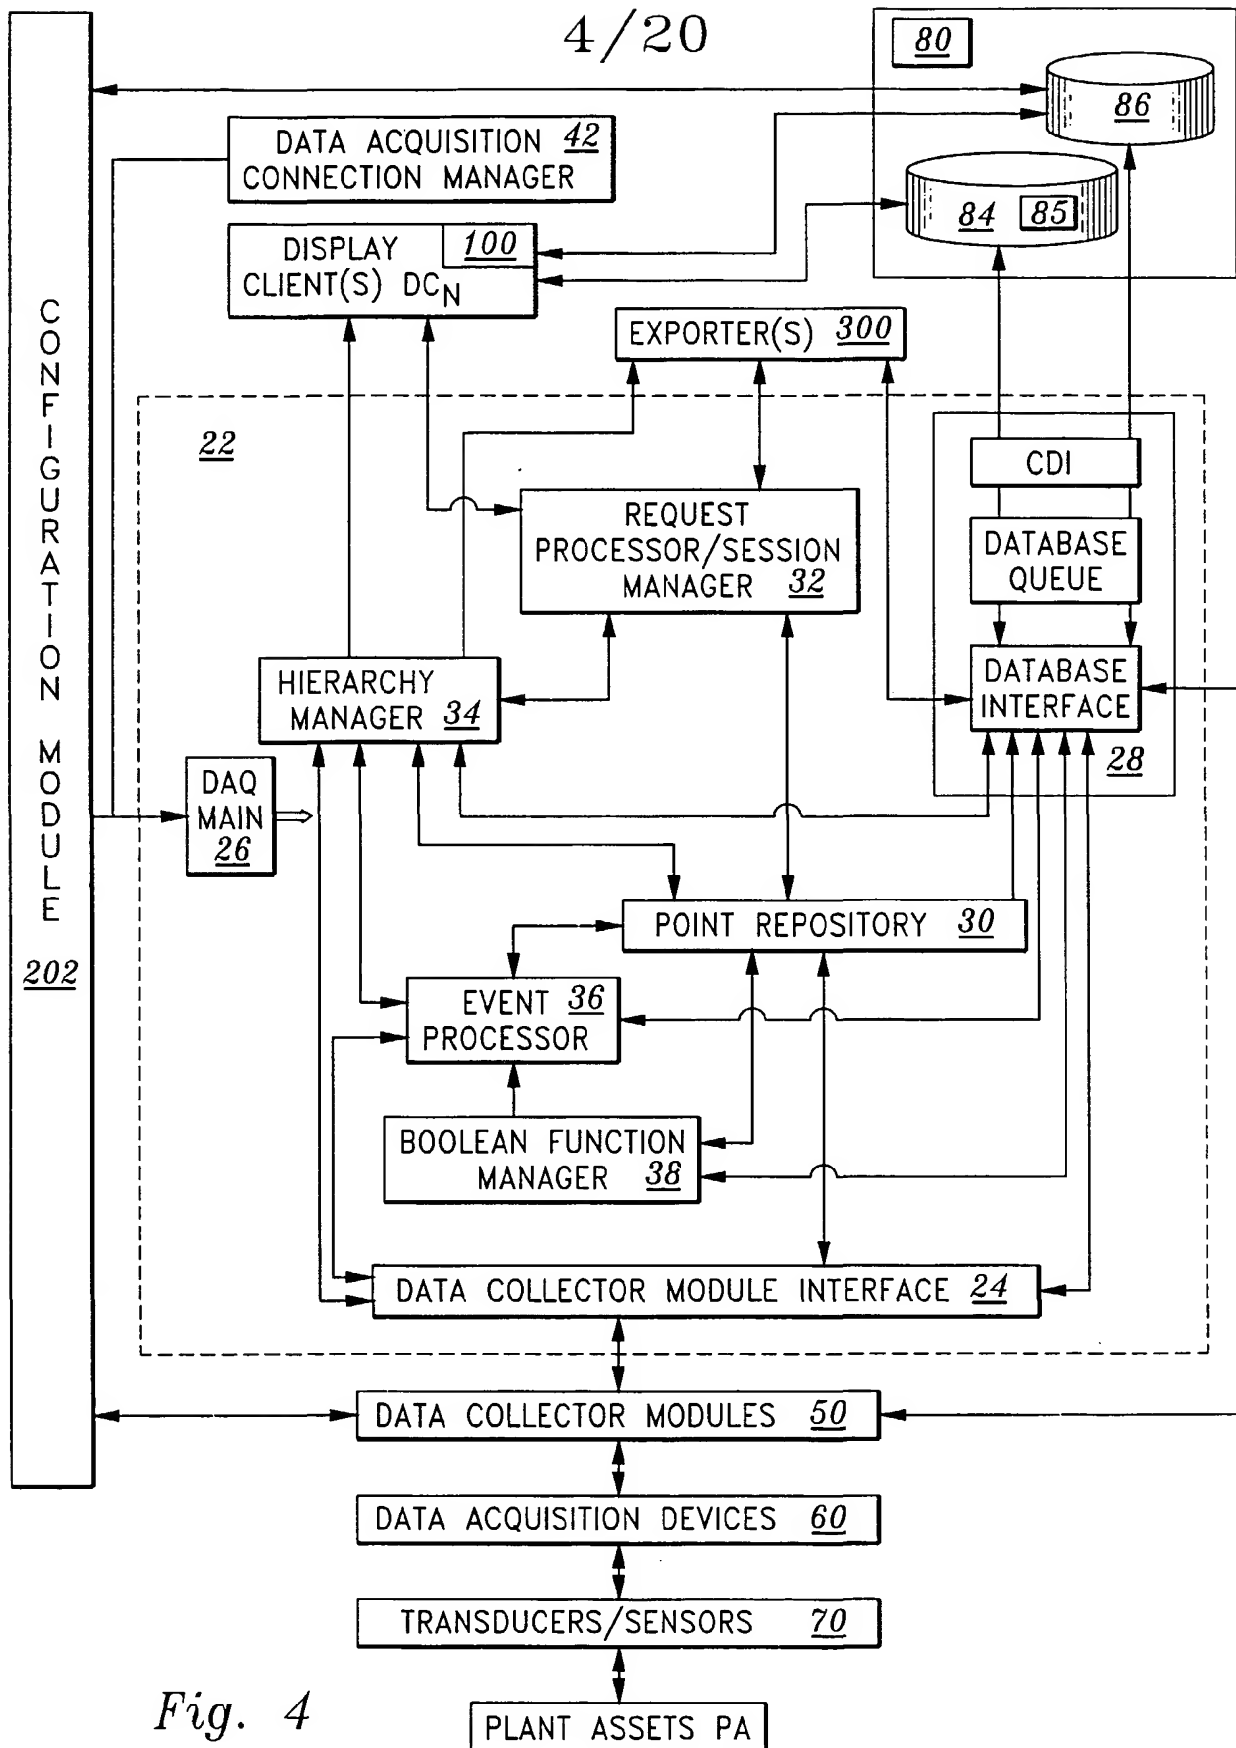 4/20
80
86
DATA ACQUISITION 42
CONNECTION MANAGER
84 85
DISPLAY 100
CLIENT(S) DCN
EXPORTER(S) 300
22
CDI
REQUEST
PROCESSOR/SESSION
MANAGER 32
DATABASE
QUEUE
CONFIGURATION MODULE
202
HIERARCHY
MANAGER 34
DATABASE
INTERFACE
28
DAQ
MAIN
26
POINT REPOSITORY 30
EVENT 36
PROCESSOR
BOOLEAN FUNCTION
MANAGER 38
DATA COLLECTOR MODULE INTERFACE 24
DATA COLLECTOR MODULES 50
DATA ACQUISITION DEVICES 60
TRANSDUCERS/SENSORS 70
PLANT ASSETS PA
Fig. 4